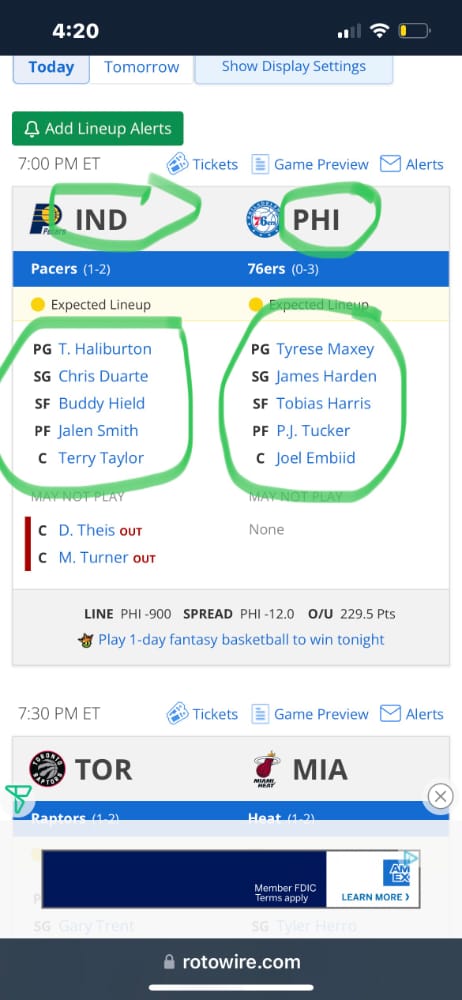 4:20
Today Tomorrow Show Display Settings
Add Lineup Alerts
7:00 PM ET Tickets Game Preview Alerts
Pacers IND 76ers PHI
Pacers (1-2) 76ers (0-3)
Expected Lineup Expected Lineup
PG T. Haliburton PG Tyrese Maxey
SG Chris Duarte SG James Harden
SF Buddy Hield SF Tobias Harris
PF Jalen Smith PF P.J. Tucker
C Terry Taylor C Joel Embiid
MAY NOT PLAY MAY NOT PLAY
C D. Theis OUT None
C M. Turner OUT
LINE PHI -900 SPREAD PHI -12.0 O/U 229.5 Pts
Play 1-day fantasy basketball to win tonight
7:30 PM ET Tickets Game Preview Alerts
TORONTO RAPTORS TOR MIAMI HEAT MIA
Raptors (1-2) Heat (1-2)
Member FDIC
Terms apply
AM
EX
LEARN MORE
SG Gary Trent SG Tyler Herro
rotowire.com